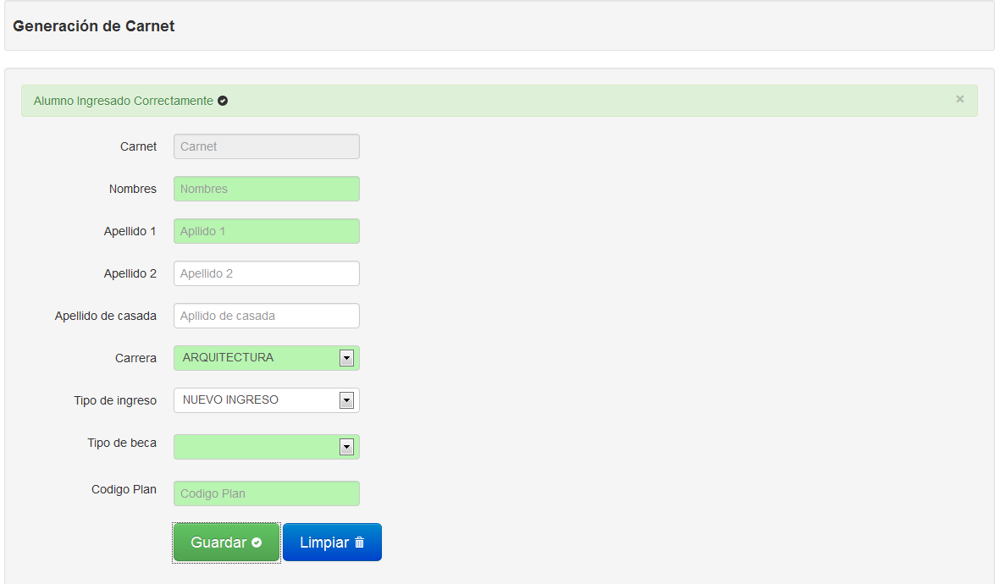 Generación de Carnet
Alumno Ingresado Correctamente
×
Carnet Carnet
Nombres Nombres
Apellido 1 Apllido 1
Apellido 2 Apellido 2
Apellido de casada Apllido de casada
Carrera ARQUITECTURA
Tipo de ingreso NUEVO INGRESO
Tipo de beca
Codigo Plan Codigo Plan
Guardar Limpiar